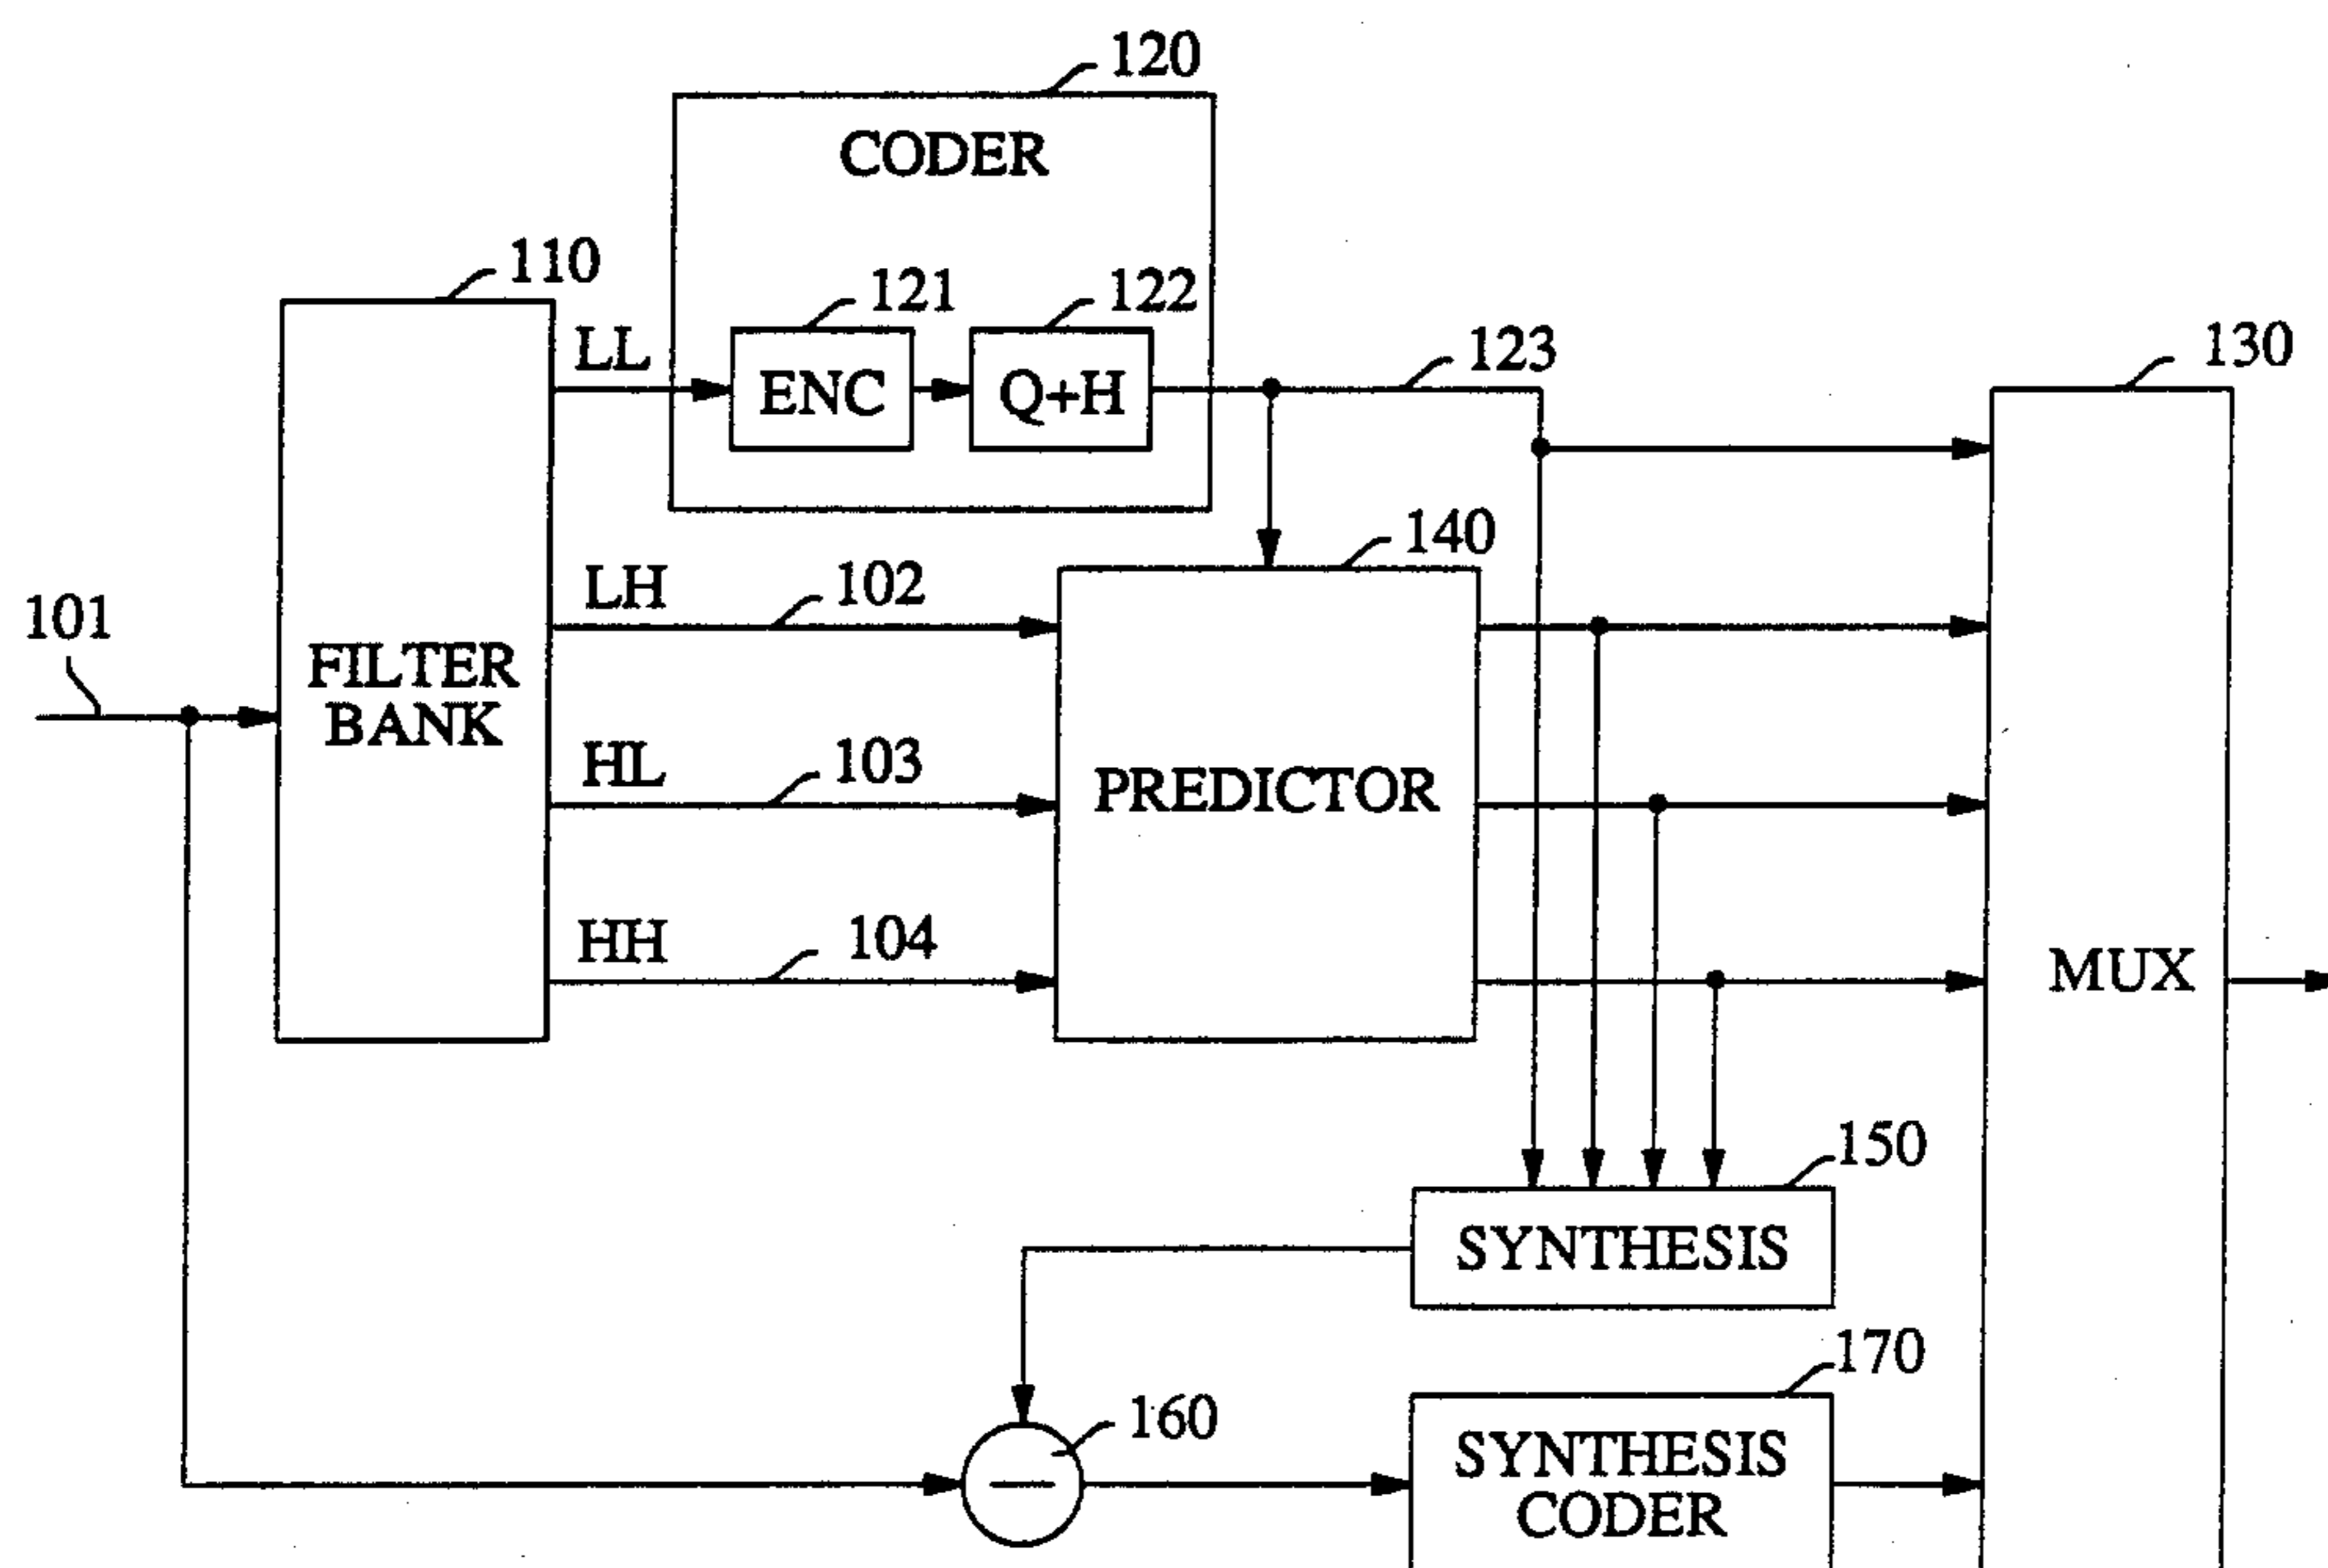 120
CODER
110
121
122
LL
ENC
Q+H
123
130
140
LH
102
101
FILTER
BANK
HL
103
PREDICTOR
HH
104
MUX
150
SYNTHESIS
170
160
SYNTHESIS
CODER